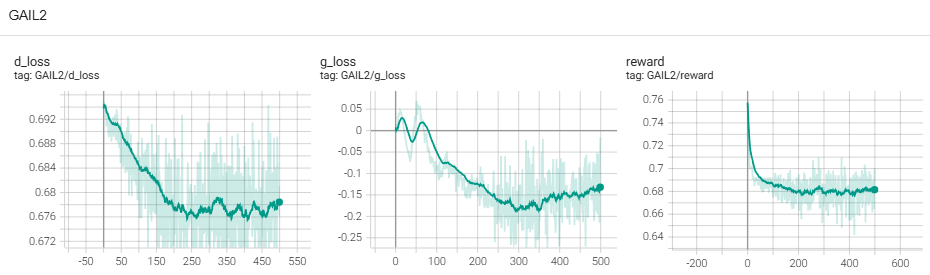 GAIL2
d_loss
tag: GAIL2/d_loss
0.692
0.688
0.684
0.68
0.676
0.672
-50 50 150 250 350 450 550
g_loss
tag: GAIL2/g_loss
0.05
0
-0.05
-0.1
-0.15
-0.2
-0.25
0 100 200 300 400 500
reward
tag: GAIL2/reward
0.76
0.74
0.72
0.7
0.68
0.66
0.64
-200 0 200 400 600